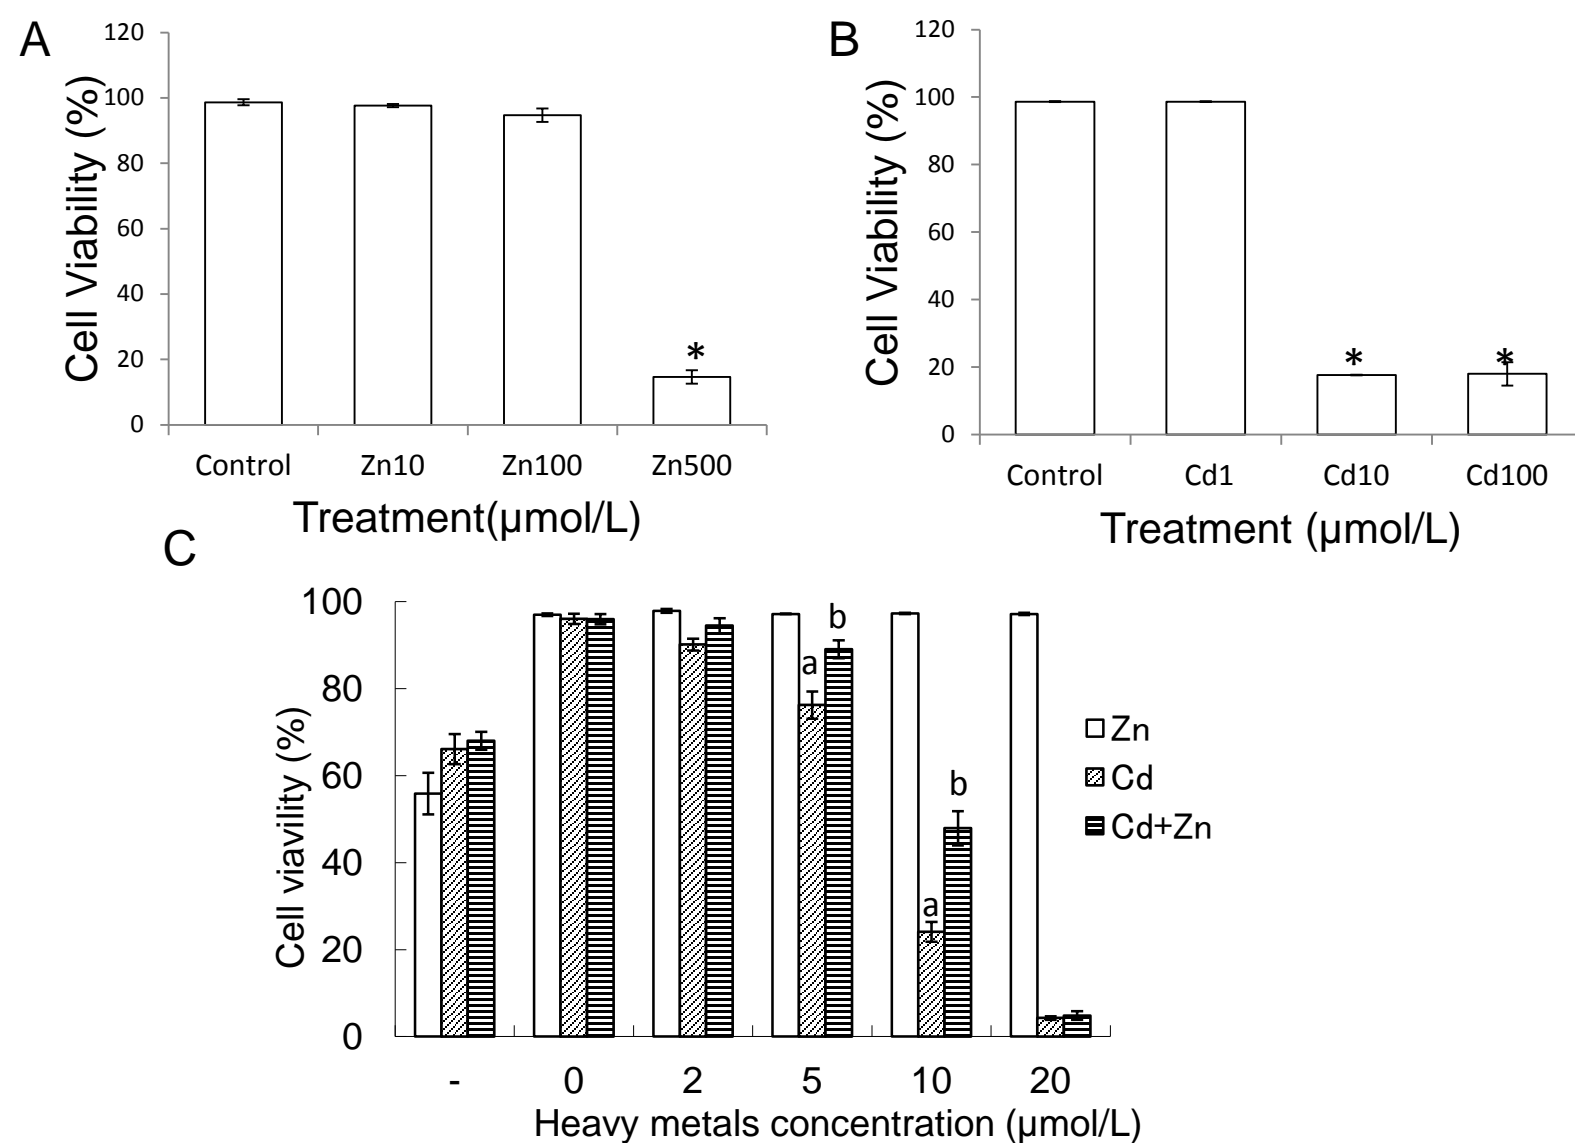 A
Cell Viability (%)
120
100
80
60
40
20
0
*
Control Zn10 Zn100 Zn500
Treatment(µmol/L)
B
Cell Viability (%)
120
100
80
60
40
20
0
* *
Control Cd1 Cd10 Cd100
Treatment (µmol/L)
C
Cell viavility (%)
100
80
60
40
20
0
a b
a b
- 0 2 5 10 20
Heavy metals concentration (µmol/L)
Zn
Cd
Cd+Zn